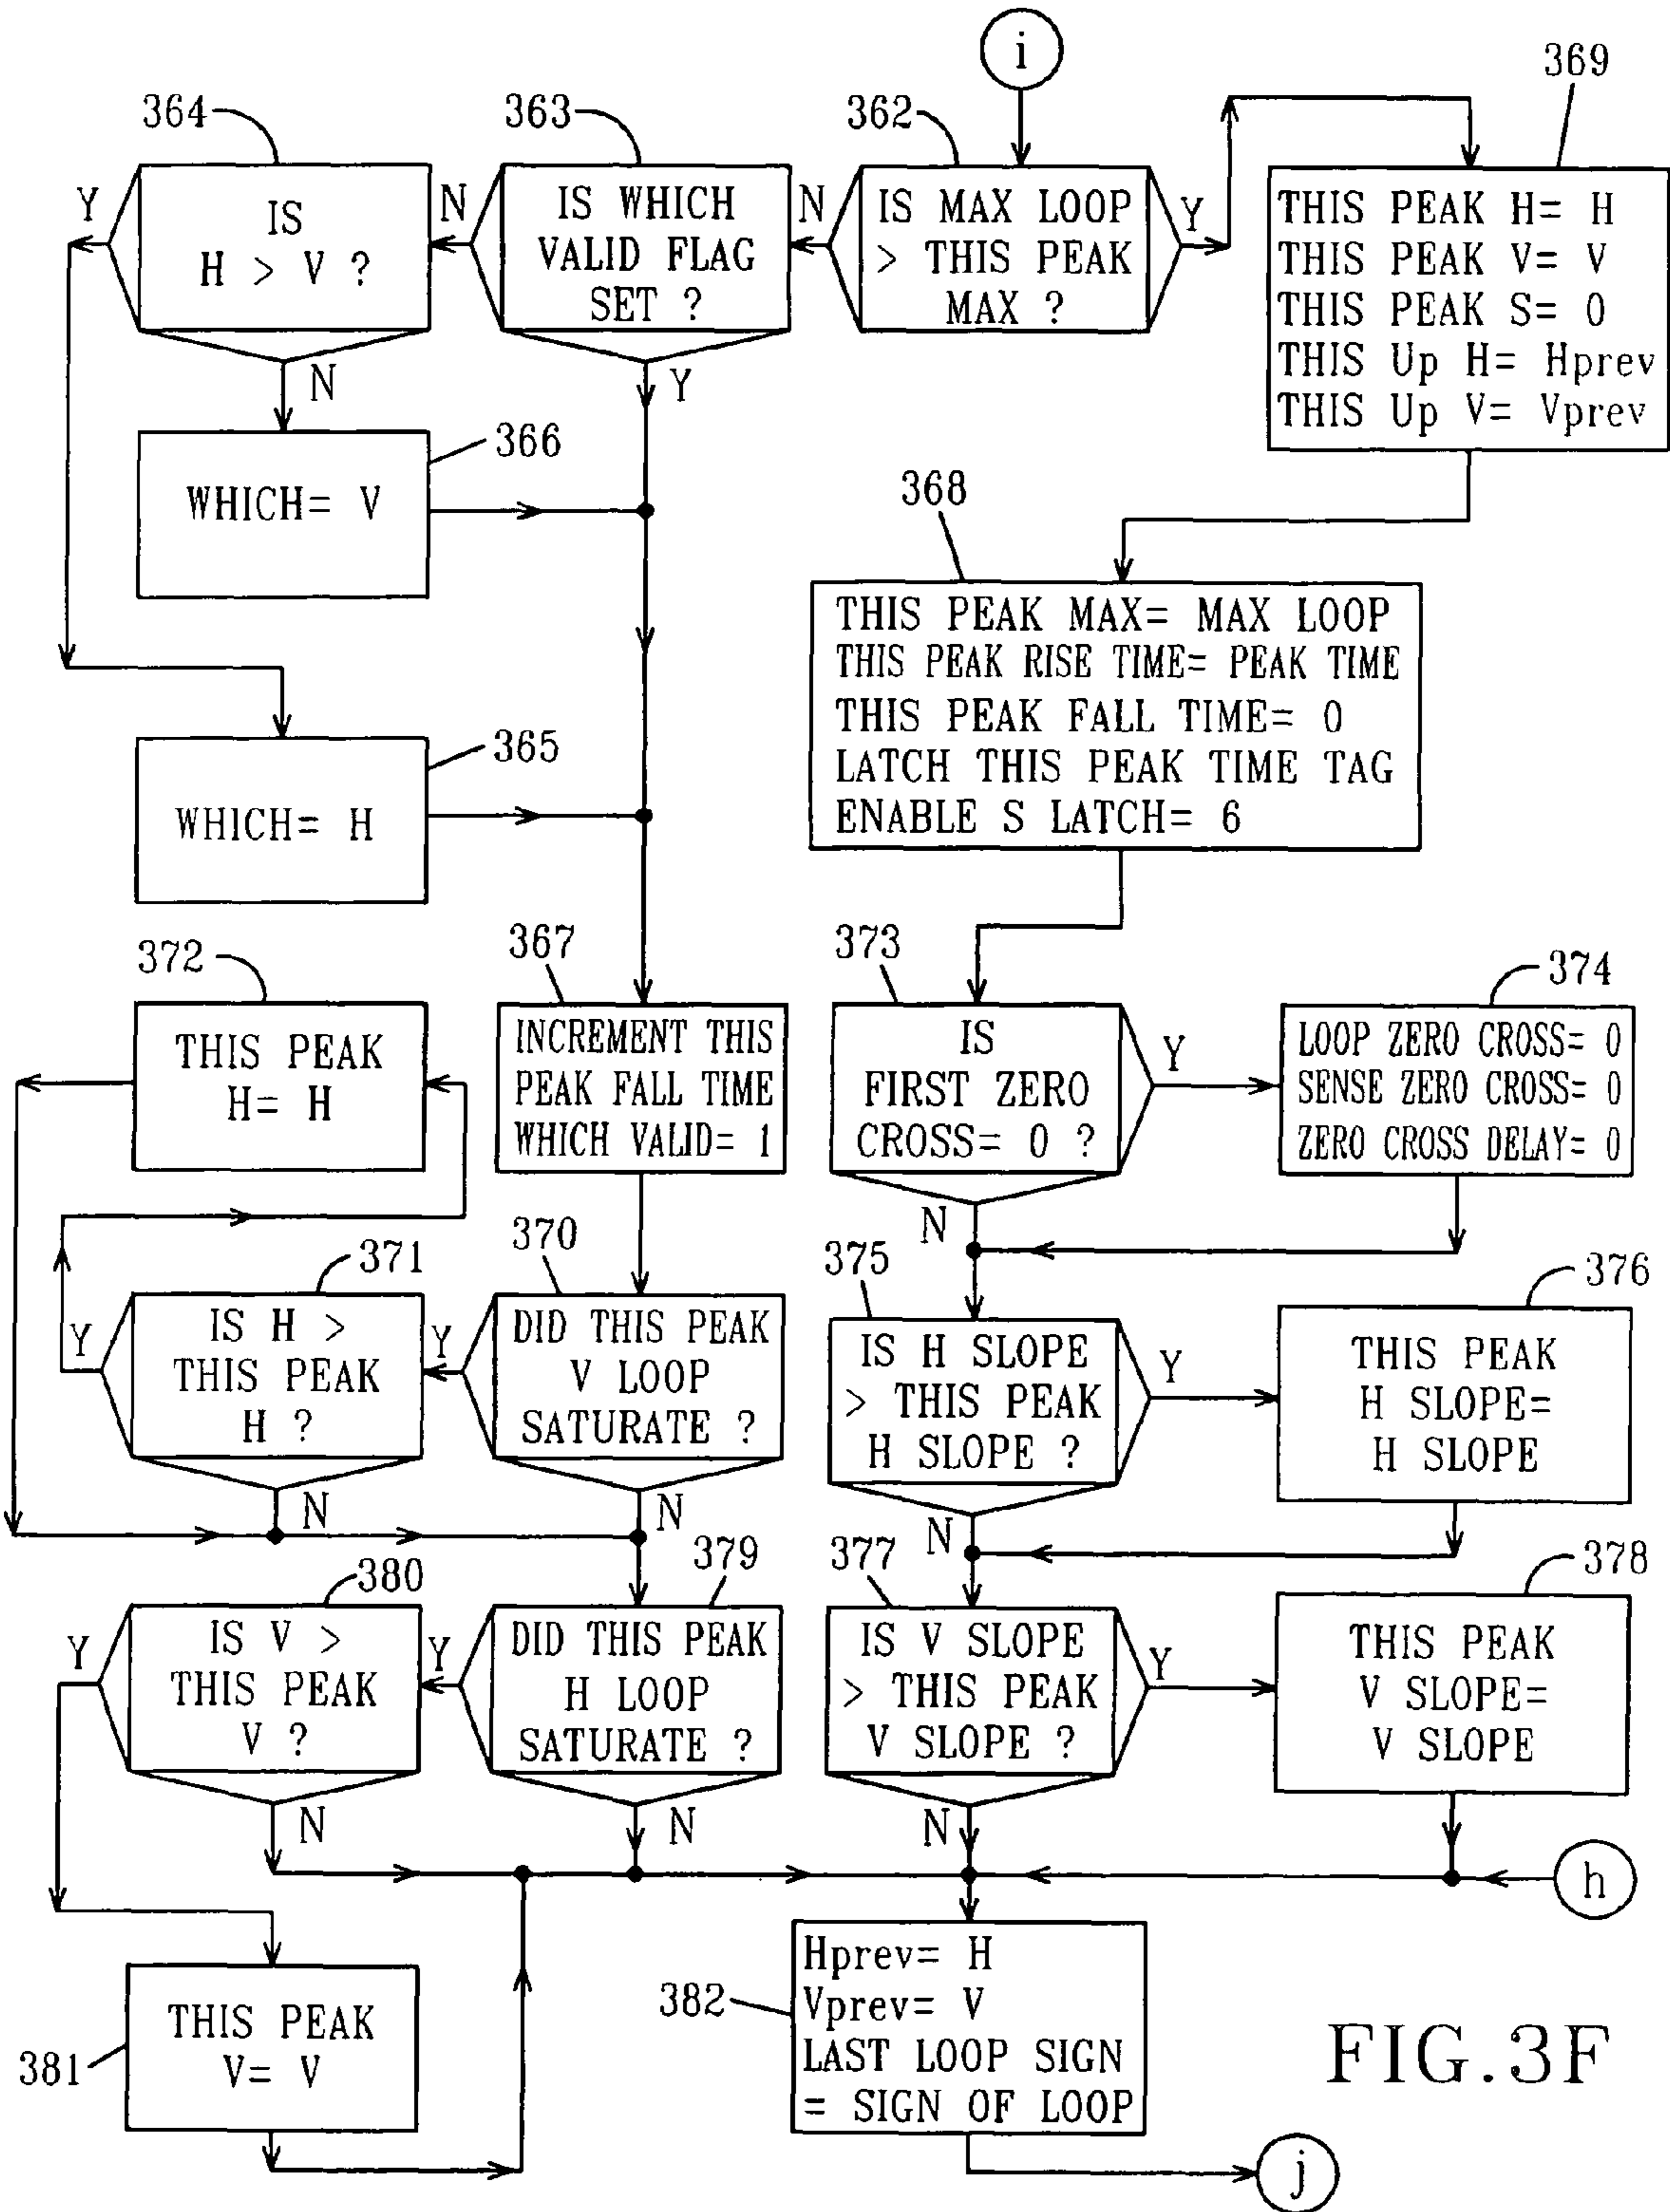 i
364
363
362
369
Y
IS
H > V ?
N
IS WHICH
VALID FLAG
SET ?
N
IS MAX LOOP
> THIS PEAK
MAX ?
Y
THIS PEAK H= H
THIS PEAK V= V
THIS PEAK S= 0
THIS Up H= Hprev
THIS Up V= Vprev
N
Y
366
WHICH= V
368
THIS PEAK MAX= MAX LOOP
THIS PEAK RISE TIME= PEAK TIME
THIS PEAK FALL TIME= 0
LATCH THIS PEAK TIME TAG
ENABLE S LATCH= 6
365
WHICH= H
372
367
373
374
THIS PEAK
H= H
INCREMENT THIS
PEAK FALL TIME
WHICH VALID= 1
IS
FIRST ZERO
CROSS= 0 ?
Y
LOOP ZERO CROSS= 0
SENSE ZERO CROSS= 0
ZERO CROSS DELAY= 0
N
371
370
375
376
Y
IS H >
THIS PEAK
H ?
Y
DID THIS PEAK
V LOOP
SATURATE ?
IS H SLOPE
> THIS PEAK
H SLOPE ?
Y
THIS PEAK
H SLOPE=
H SLOPE
N
N
N
380
379
377
378
Y
IS V >
THIS PEAK
V ?
Y
DID THIS PEAK
H LOOP
SATURATE ?
IS V SLOPE
> THIS PEAK
V SLOPE ?
Y
THIS PEAK
V SLOPE=
V SLOPE
N
N
N
h
381
THIS PEAK
V= V
382
Hprev= H
Vprev= V
LAST LOOP SIGN
= SIGN OF LOOP
j
FIG.3F